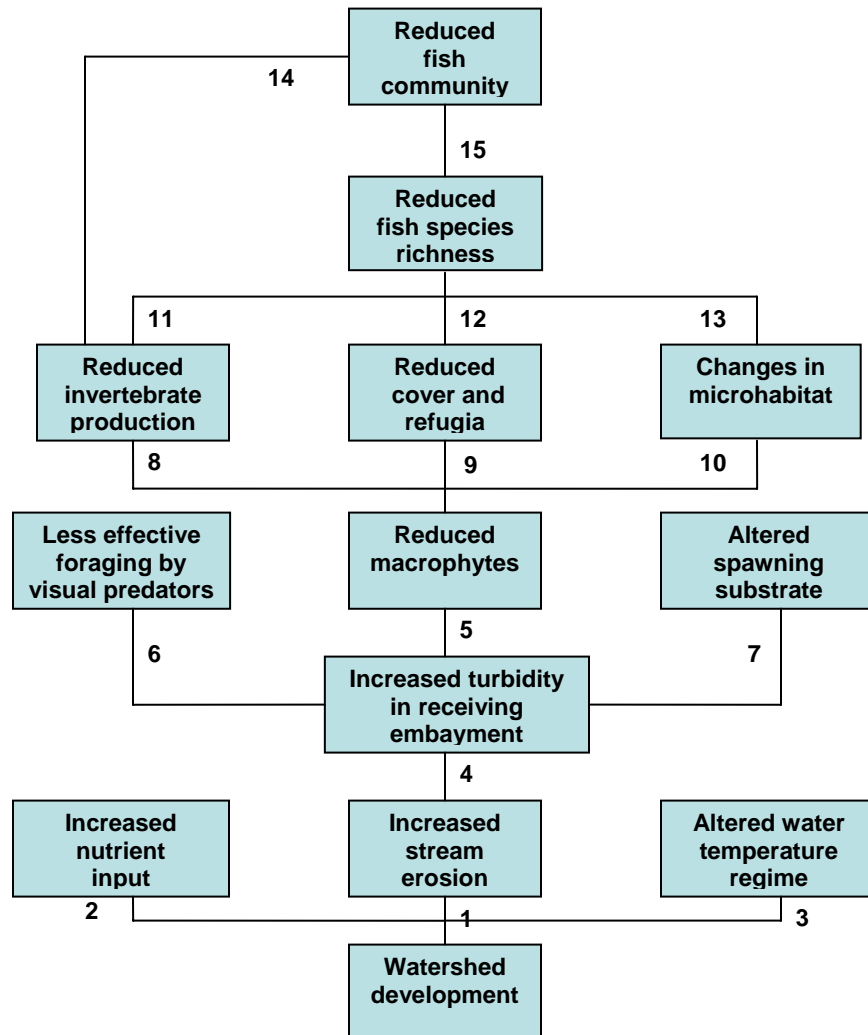 Reduced
fish
community
14
15
Reduced
fish species
richness
11
12
13
Reduced
invertebrate
production
Reduced
cover and
refugia
Changes in
microhabitat
8
9
10
Less effective
foraging by
visual predators
Reduced
macrophytes
Altered
spawning
substrate
6
5
7
Increased turbidity
in receiving
embayment
4
Increased
nutrient
input
Increased
stream
erosion
Altered water
temperature
regime
2
1
3
Watershed
development